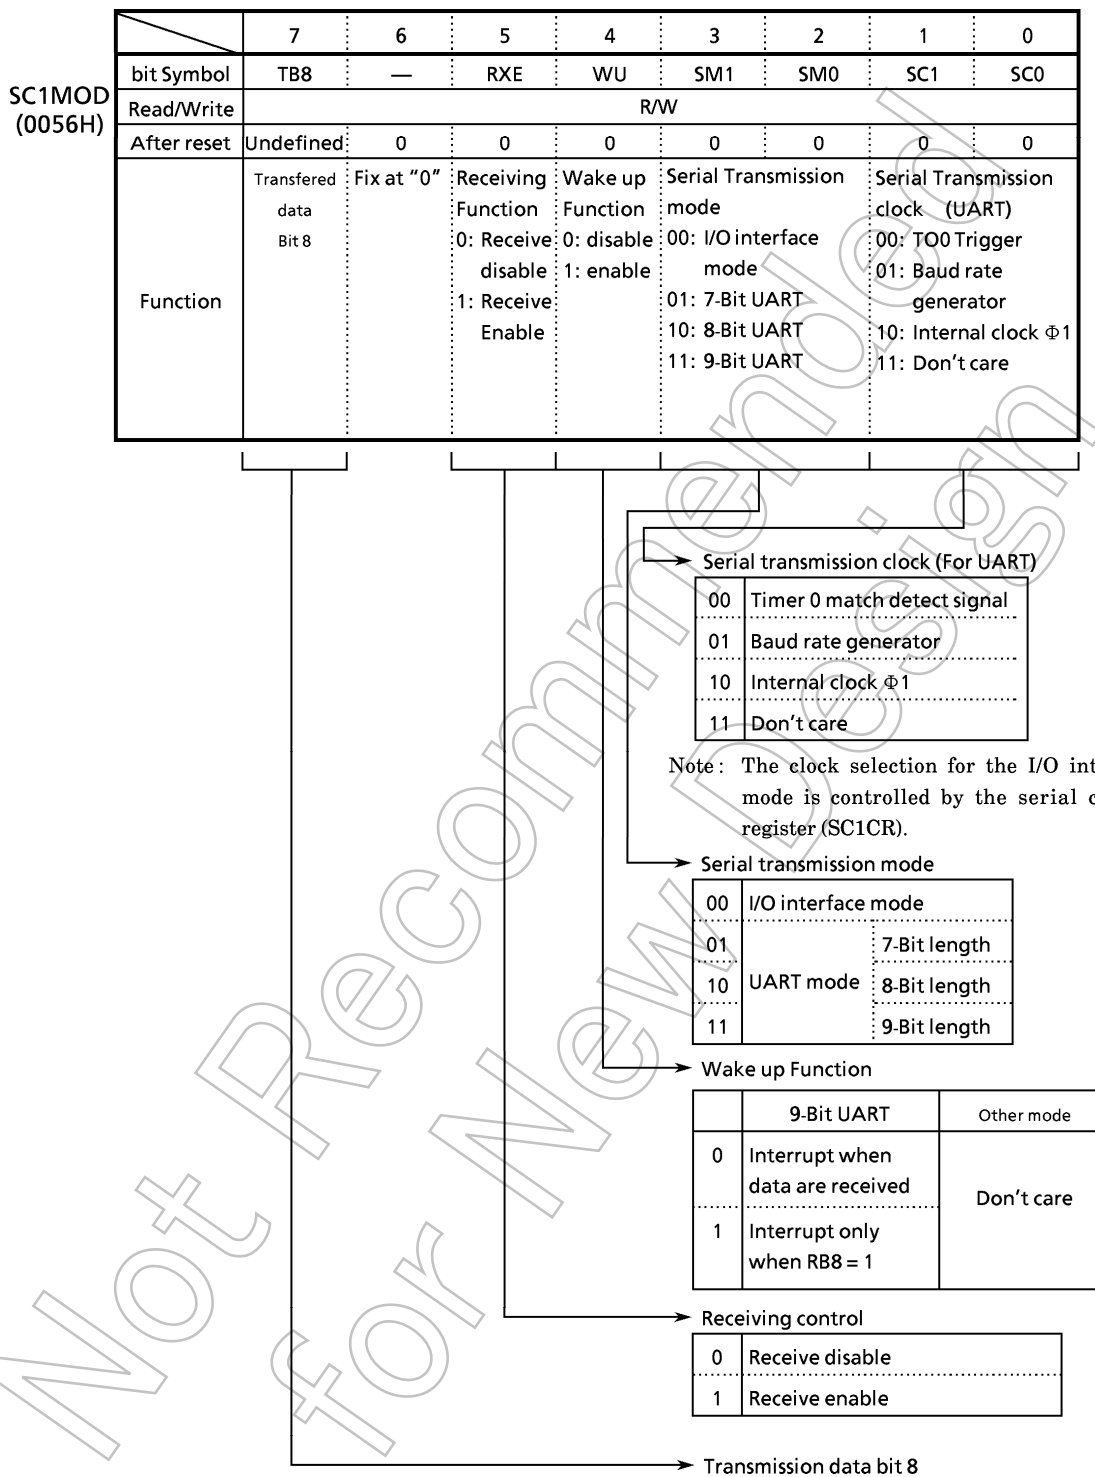 7 6 5 4 3 2 1 0
bit Symbol TB8 — RXE WU SM1 SM0 SC1 SC0
SC1MOD
(0056H)
Read/Write R/W
After reset Undefined 0 0 0 0 0 0 0
Function
Transfered
data
Bit 8
Fix at “0”
Receiving
Function
0: Receive
disable
1: Receive
Enable
Wake up
Function
0: disable
1: enable
Serial Transmission
mode
00: I/O interface
mode
01: 7-Bit UART
10: 8-Bit UART
11: 9-Bit UART
Serial Transmission
clock (UART)
00: TO0 Trigger
01: Baud rate
generator
10: Internal clock Φ1
11: Don't care
Serial transmission clock (For UART)
00 Timer 0 match detect signal
01 Baud rate generator
10 Internal clock Φ1
11 Don't care
Note : The clock selection for the I/O int
mode is controlled by the serial c
register (SC1CR).
Serial transmission mode
00 I/O interface mode
01 7-Bit length
10 UART mode 8-Bit length
11 9-Bit length
Wake up Function
9-Bit UART Other mode
0 Interrupt when
data are received
Don't care
1 Interrupt only
when RB8 = 1
Receiving control
0 Receive disable
1 Receive enable
Transmission data bit 8
Not Recommended
for New Design